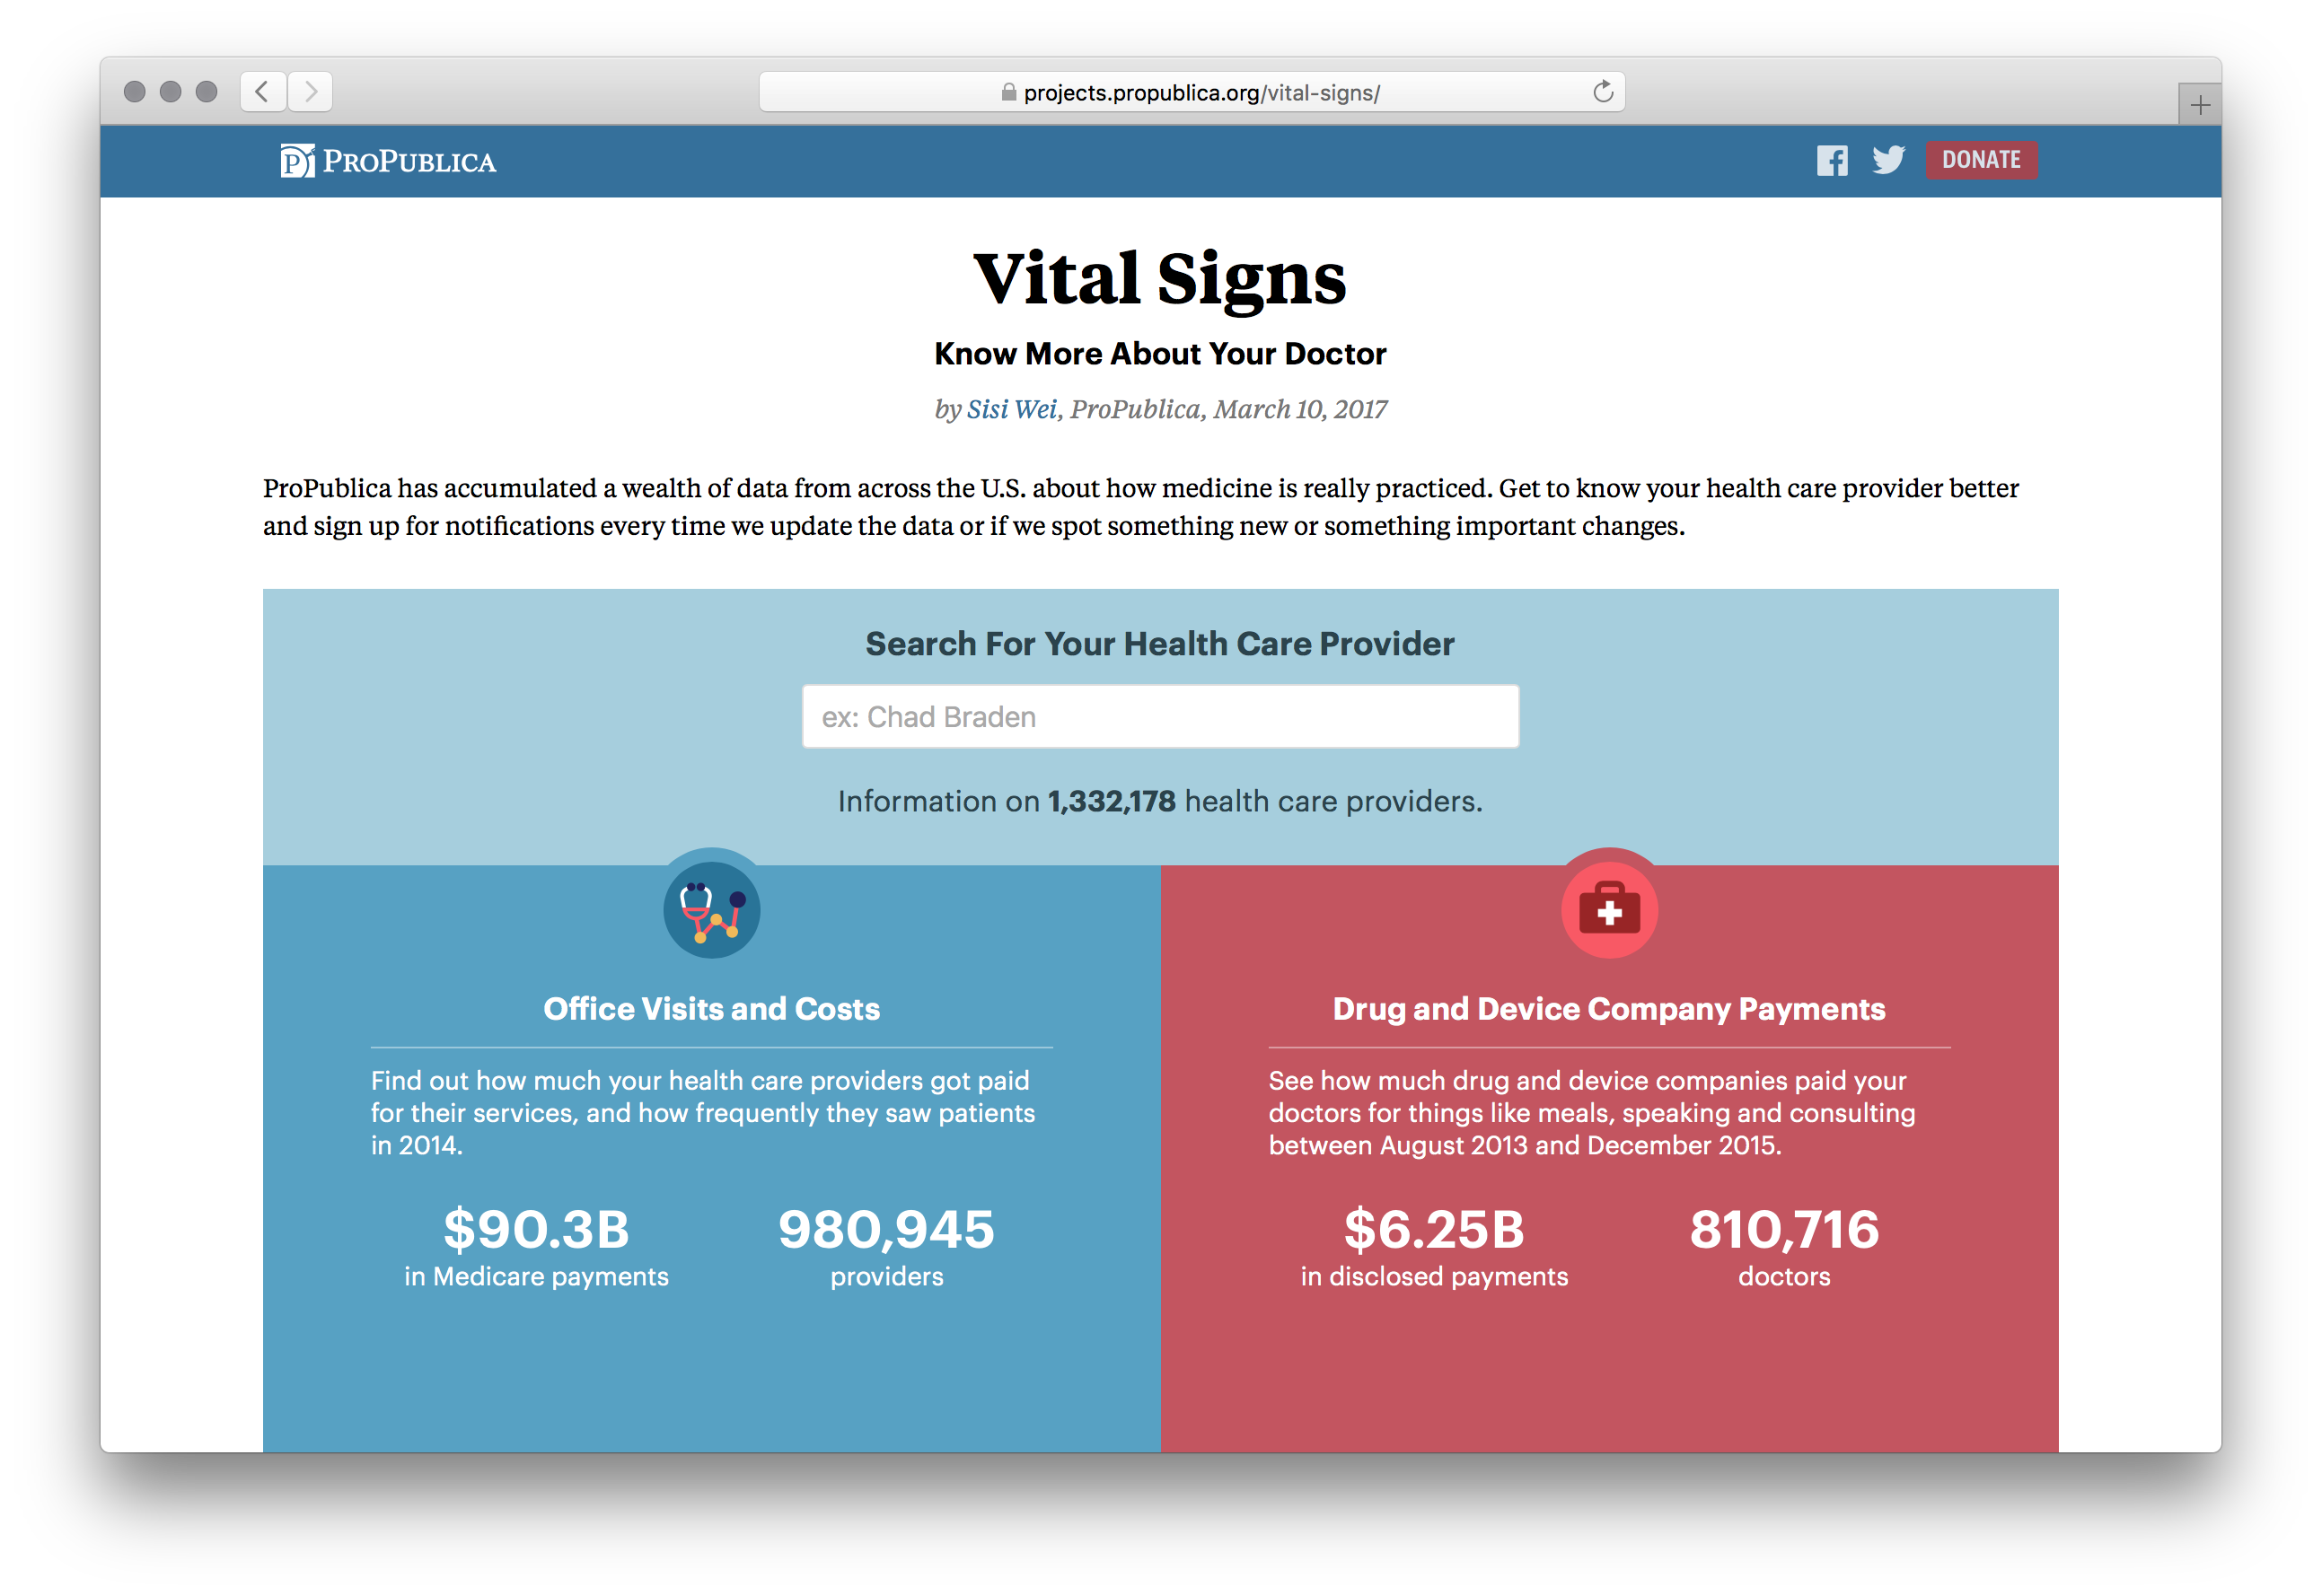 projects.propublica.org/vital-signs/
PROPUBLICA
DONATE
Vital Signs
Know More About Your Doctor
by Sisi Wei, ProPublica, March 10, 2017
ProPublica has accumulated a wealth of data from across the U.S. about how medicine is really practiced. Get to know your health care provider better
and sign up for notifications every time we update the data or if we spot something new or something important changes.
Search For Your Health Care Provider
ex: Chad Braden
Information on 1,332,178 health care providers.
Office Visits and Costs
Find out how much your health care providers got paid
for their services, and how frequently they saw patients
in 2014.
$90.3B
in Medicare payments
980,945
providers
Drug and Device Company Payments
See how much drug and device companies paid your
doctors for things like meals, speaking and consulting
between August 2013 and December 2015.
$6.25B
in disclosed payments
810,716
doctors